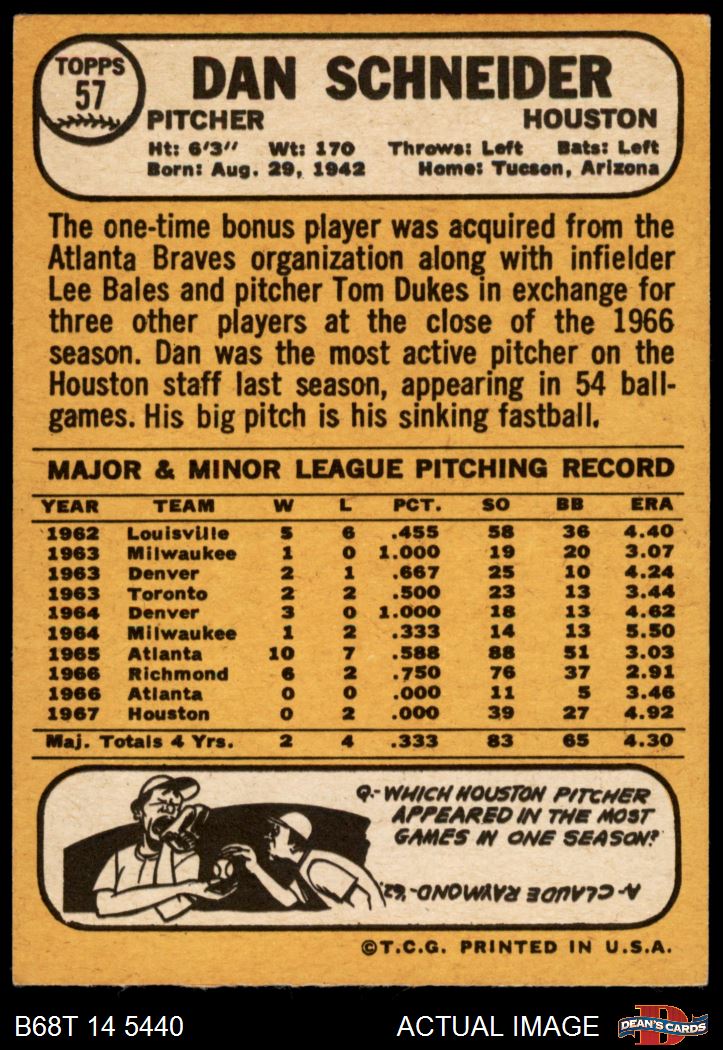 TOPPS
57
DAN SCHNEIDER
PITCHER HOUSTON
Ht: 6'3" Wt: 170 Throws: Left Bats: Left
Born: Aug. 29, 1942 Home: Tucson, Arizona
The one-time bonus player was acquired from the
Atlanta Braves organization along with infielder
Lee Bales and pitcher Tom Dukes in exchange for
three other players at the close of the 1966
season. Dan was the most active pitcher on the
Houston staff last season, appearing in 54 ball-
games. His big pitch is his sinking fastball.
MAJOR & MINOR LEAGUE PITCHING RECORD
YEAR TEAM W L PCT. SO BB ERA
1962 Louisville 5 6 .455 58 36 4.40
1963 Milwaukee 1 0 1.000 19 20 3.07
1963 Denver 2 1 .667 25 10 4.24
1963 Toronto 2 2 .500 23 13 3.44
1964 Denver 3 0 1.000 18 13 4.62
1964 Milwaukee 1 2 .333 14 13 5.50
1965 Atlanta 10 7 .588 88 51 3.03
1966 Richmond 6 2 .750 76 37 2.91
1966 Atlanta 0 0 .000 11 5 3.46
1967 Houston 0 2 .000 39 27 4.92
Maj. Totals 4 Yrs. 2 4 .333 83 65 4.30
Q.-WHICH HOUSTON PITCHER
APPEARED IN THE MOST
GAMES IN ONE SEASON?
A-CLAUDE RAYMOND-'62.
©T.C.G. PRINTED IN U.S.A.
B68T 14 5440 ACTUAL IMAGE DEAN'S CARDS